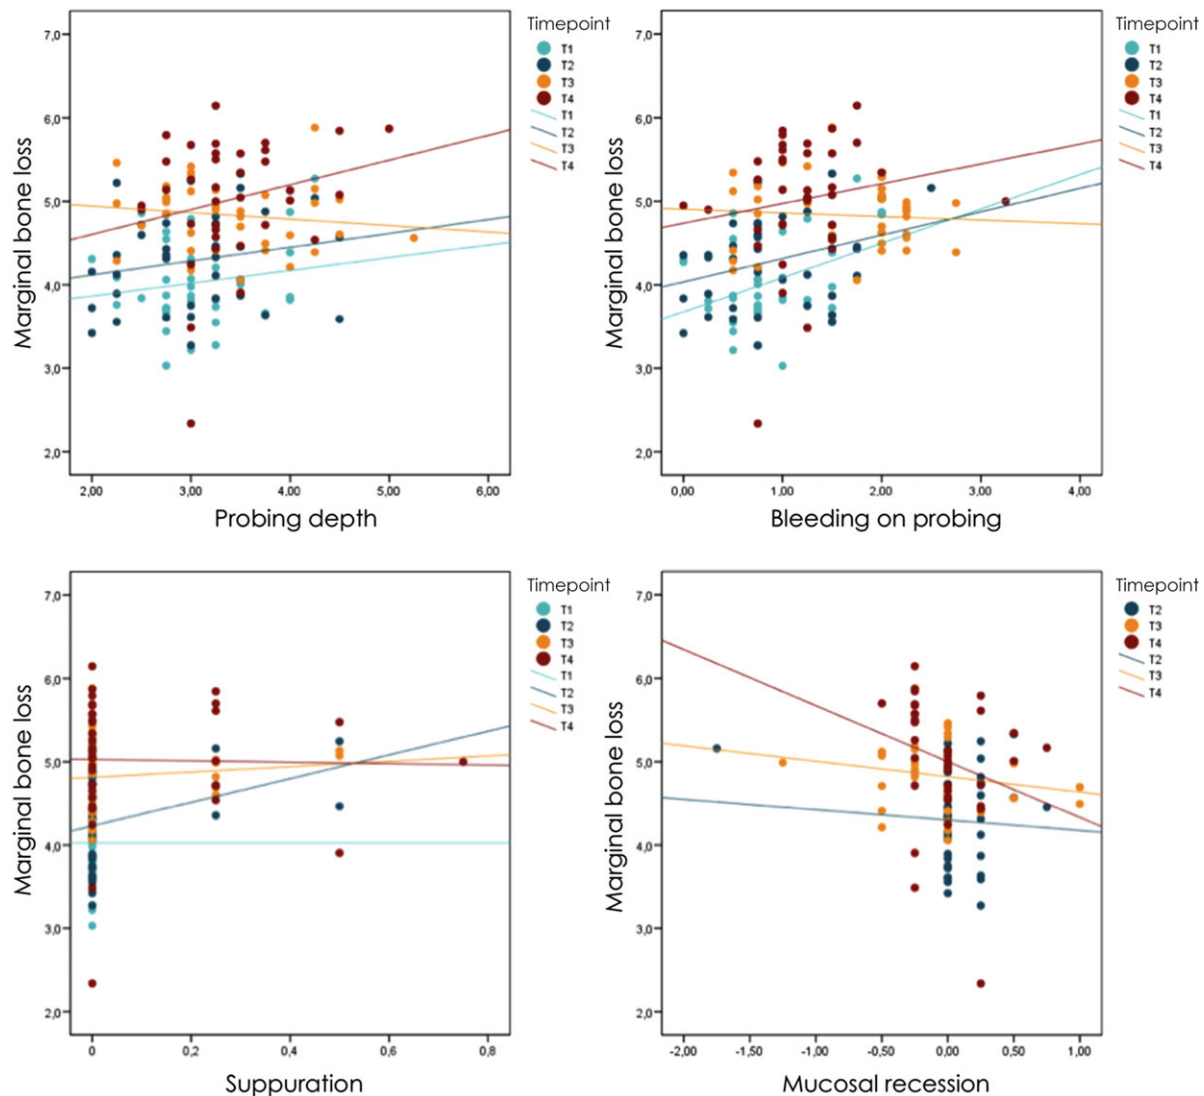 Timepoint
T1
T2
T3
T4
T1
T2
T3
T4
7,0
6,0
5,0
4,0
3,0
2,0
Marginal bone loss
2,00 3,00 4,00 5,00 6,00
Probing depth
Timepoint
T1
T2
T3
T4
T1
T2
T3
T4
7,0
6,0
5,0
4,0
3,0
2,0
Marginal bone loss
0,00 1,00 2,00 3,00 4,00
Bleeding on probing
Timepoint
T1
T2
T3
T4
T1
T2
T3
T4
7,0
6,0
5,0
4,0
3,0
2,0
Marginal bone loss
0 0,2 0,4 0,6 0,8
Suppuration
Timepoint
T2
T3
T4
T2
T3
T4
7,0
6,0
5,0
4,0
3,0
2,0
Marginal bone loss
-2,00 -1,50 -1,00 -0,50 0,00 0,50 1,00
Mucosal recession